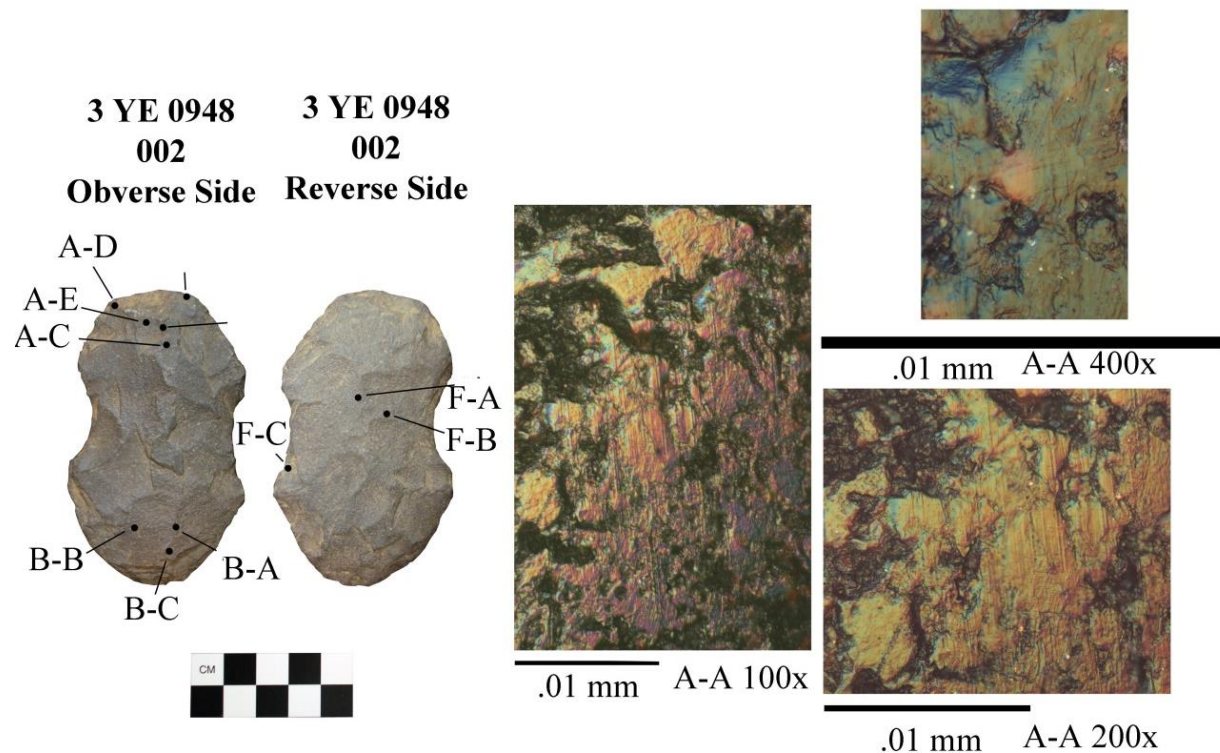 3 YE 0948
002
Obverse Side
3 YE 0948
002
Reverse Side
A-D
A-E
A-C
B-B
B-A
B-C
F-A
F-B
F-C
CM
.01 mm A-A 100x
.01 mm A-A 400x
.01 mm A-A 200x